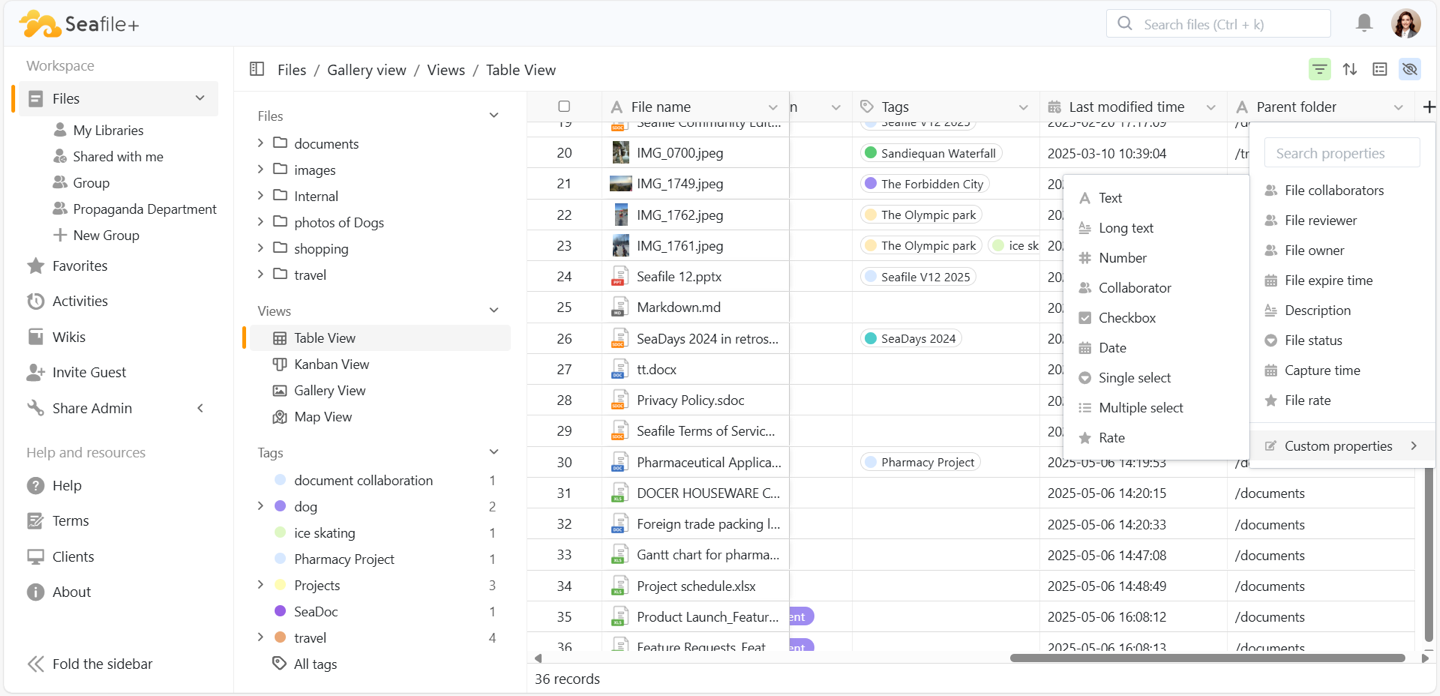 Seafile+
Search files (Ctrl + k)
Workspace
Files
My Libraries
Shared with me
Group
Propaganda Department
New Group
Favorites
Activities
Wikis
Invite Guest
Share Admin
Help and resources
Help
Terms
Clients
About
Fold the sidebar
Files / Gallery view / Views / Table View
Files
documents
images
Internal
photos of Dogs
shopping
travel
Views
Table View
Kanban View
Gallery View
Map View
Tags
document collaboration 1
dog 2
ice skating 1
Pharmacy Project 1
Projects 3
SeaDoc 1
travel 4
All tags
File name n Tags Last modified time Parent folder
19 Seafile Community Edit... Seafile V12 2025 2025-02-20 17:17:09 /do
20 IMG_0700.jpeg Sandiequan Waterfall 2025-03-10 10:39:04 /tr
21 IMG_1749.jpeg The Forbidden City 202
22 IMG_1762.jpeg The Olympic park 202
23 IMG_1761.jpeg The Olympic park ice sk 202
24 Seafile 12.pptx Seafile V12 2025 202
25 Markdown.md 202
26 SeaDays 2024 in retros... SeaDays 2024 202
27 tt.docx 202
28 Privacy Policy.sdoc 202
29 Seafile Terms of Servic... 202
30 Pharmaceutical Applica... Pharmacy Project 2025-05-06 14:19:53 /do
31 DOCER HOUSEWARE C... 2025-05-06 14:20:15 /documents
32 Foreign trade packing l... 2025-05-06 14:20:33 /documents
33 Gantt chart for pharma... 2025-05-06 14:47:08 /documents
34 Project schedule.xlsx 2025-05-06 14:48:49 /documents
35 Product Launch_Featur... ent 2025-05-06 16:08:12 /documents
36 Feature Requests_Feat... ent 2025-05-06 16:08:13 /documents
36 records
Text
Long text
Number
Collaborator
Checkbox
Date
Single select
Multiple select
Rate
Search properties
File collaborators
File reviewer
File owner
File expire time
Description
File status
Capture time
File rate
Custom properties